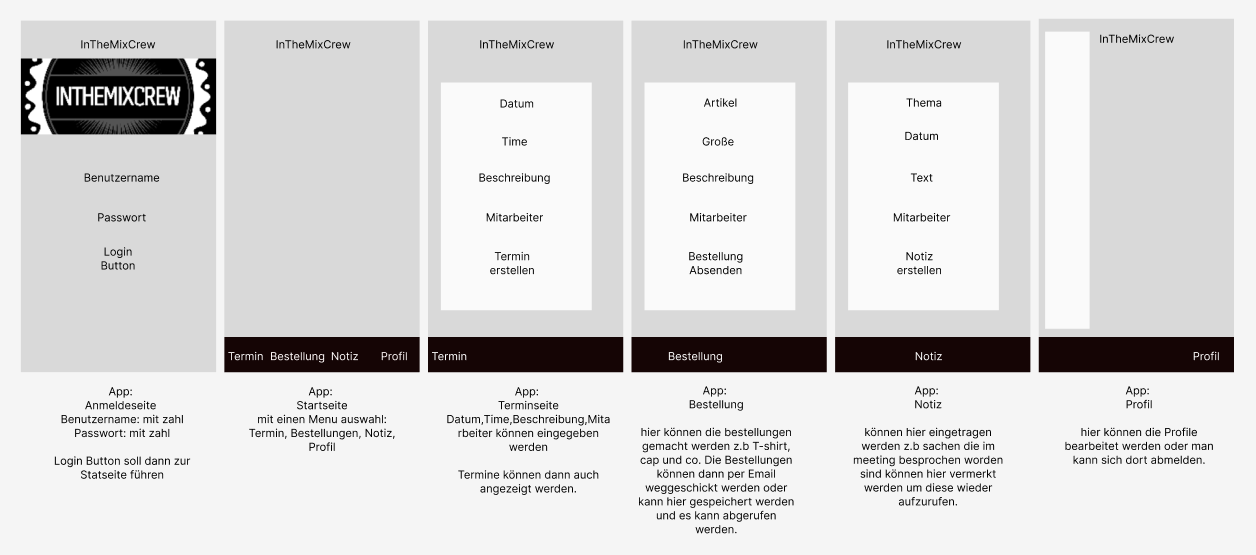 InTheMixCrew
INTHEMIXCREW
Benutzername
Passwort
Login
Button
App:
Anmeldeseite
Benutzername: mit zahl
Passwort: mit zahl
Login Button soll dann zur
Statseite führen
InTheMixCrew
Termin Bestellung Notiz Profil
App:
Startseite
mit einen Menu auswahl:
Termin, Bestellungen, Notiz,
Profil
InTheMixCrew
Datum
Time
Beschreibung
Mitarbeiter
Termin
erstellen
Termin
App:
Terminseite
Datum,Time,Beschreibung,Mita
rbeiter können eingegeben
werden
Termine können dann auch
angezeigt werden.
InTheMixCrew
Artikel
Große
Beschreibung
Mitarbeiter
Bestellung
Absenden
Bestellung
App:
Bestellung
hier können die bestellungen
gemacht werden z.b T-shirt,
cap und co. Die Bestellungen
können dann per Email
weggeschickt werden oder
kann hier gespeichert werden
und es kann abgerufen
werden.
InTheMixCrew
Thema
Datum
Text
Mitarbeiter
Notiz
erstellen
Notiz
App:
Notiz
können hier eingetragen
werden z.b sachen die im
meeting besprochen worden
sind können hier vermerkt
werden um diese wieder
aufzurufen.
InTheMixCrew
Profil
App:
Profil
hier können die Profile
bearbeitet werden oder man
kann sich dort abmelden.